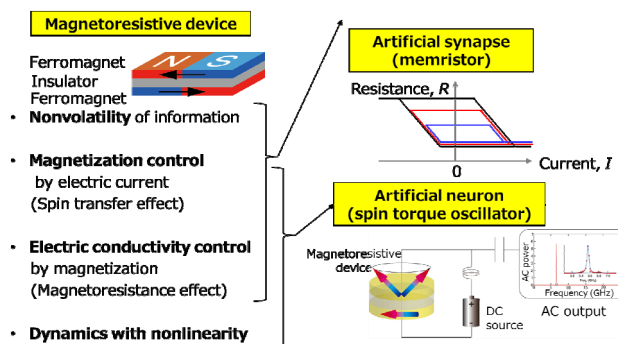 Magnetoresistive device
Ferromagnet
Insulator
Ferromagnet
N S
• Nonvolatility of information
• Magnetization control
by electric current
(Spin transfer effect)
• Electric conductivity control
by magnetization
(Magnetoresistance effect)
• Dynamics with nonlinearity
Artificial synapse
(memristor)
Resistance, R
Current, I
0
Artificial neuron
(spin torque oscillator)
Magnetoresistive
device
+
DC
source
AC power
Frequency (GHz)
AC output